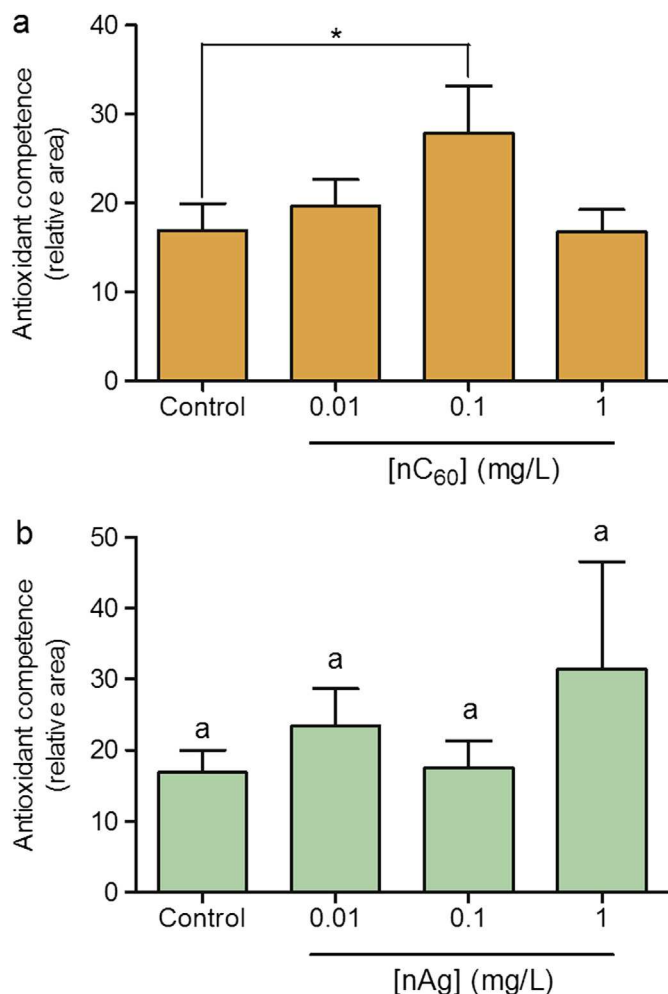 a
Antioxidant competence
(relative area)
40
30
20
10
0
*
Control 0.01 0.1 1
[nC₆₀] (mg/L)
b
Antioxidant competence
(relative area)
50
40
30
20
10
0
a a a a
Control 0.01 0.1 1
[nAg] (mg/L)